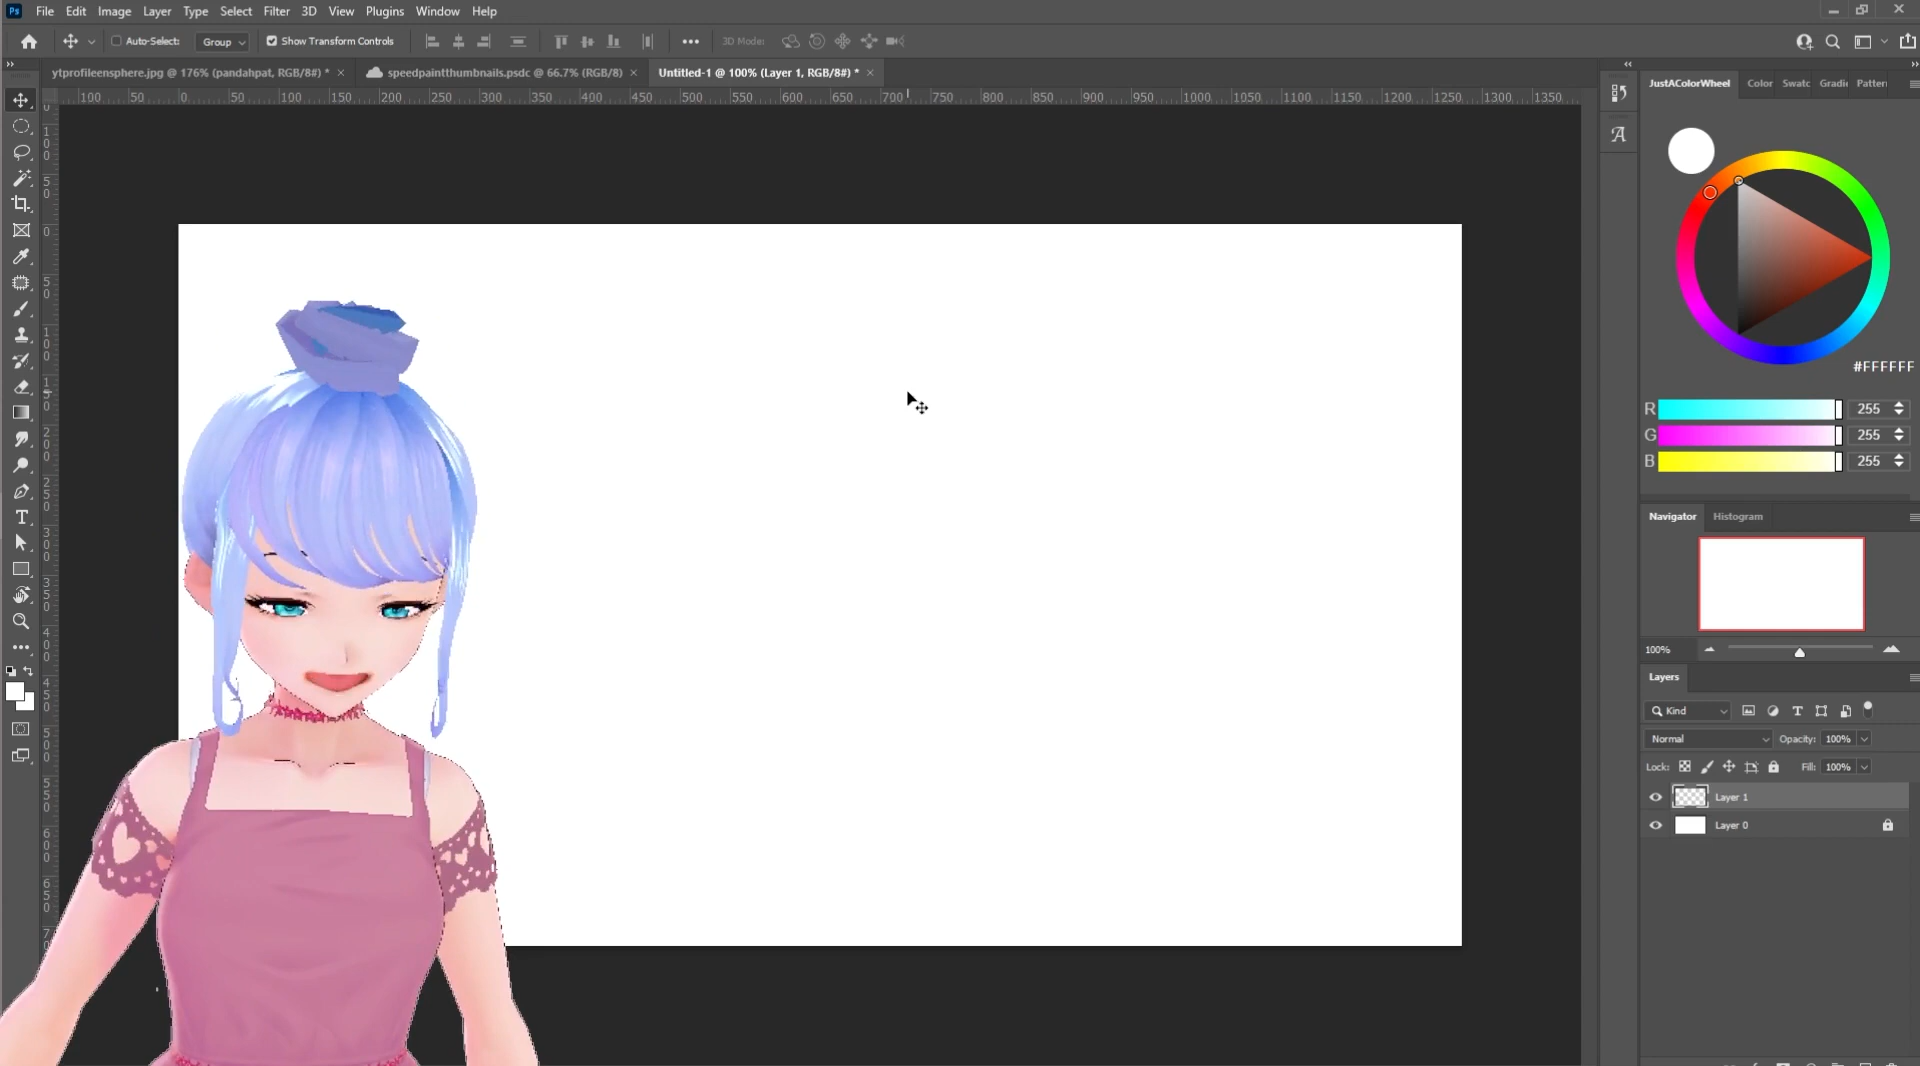 Ps File Edit Image Layer Type Select Filter 3D View Plugins Window Help
Auto-Select: Group Show Transform Controls 3D Mode:
ytprofileensphere.jpg @ 176% (pandahpat, RGB/8#) * × speedpaintthumbnails.psdc @ 66.7% (RGB/8) × Untitled-1 @ 100% (Layer 1, RGB/8#) * ×
100 50 0 50 100 150 200 250 300 350 400 450 500 550 600 650 700 750 800 850 900 950 1000 1050 1100 1150 1200 1250 1300 1350
JustAColorWheel Color Swatc Gradi Patter
#FFFFFF
R 255
G 255
B 255
Navigator Histogram
100%
Layers
Kind
Normal Opacity: 100%
Lock: Fill: 100%
Layer 1
Layer 0